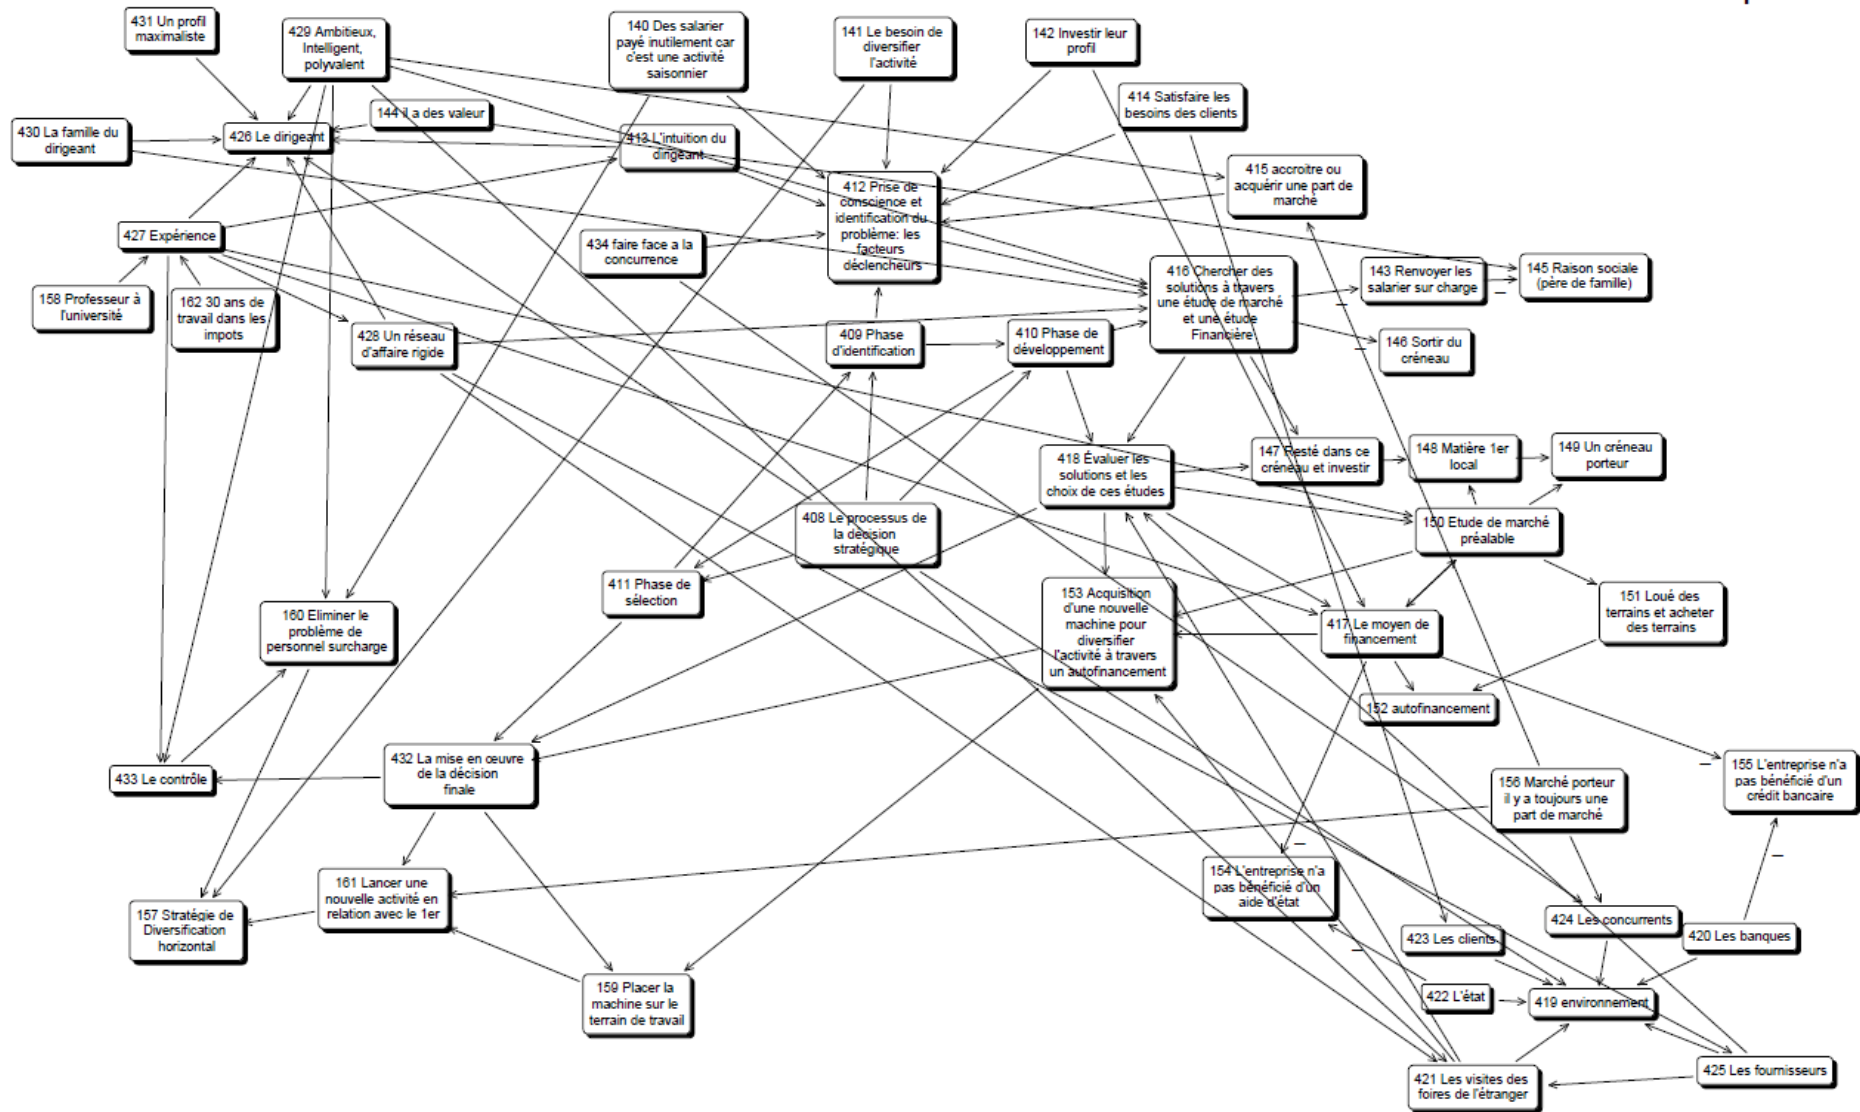 431 Un profil
maximaliste
429 Ambitieux,
Intelligent,
polyvalent
140 Des salarier
payé inutilement car
c'est une activité
saisonnier
141 Le besoin de
diversifier
l'activité
142 Investir leur
profil
414 Satisfaire les
besoins des clients
144 il a des valeur
430 La famille du
dirigeant
426 Le dirigeant
413 L'intuition du
dirigeant
415 accroitre ou
acquérir une part de
marché
412 Prise de
conscience et
identification du
problème: les
facteurs
déclencheurs
427 Expérience
434 faire face a la
concurrence
416 Chercher des
solutions à travers
une étude de marché
et une étude
Financière
143 Renvoyer les
salarier sur charge
145 Raison sociale
(père de famille)
158 Professeur à
l'université
162 30 ans de
travail dans les
impots
428 Un réseau
d'affaire rigide
409 Phase
d'identification
410 Phase de
développement
146 Sortir du
créneau
418 Évaluer les
solutions et les
choix de ces études
147 Resté dans ce
créneau et investir
148 Matière 1er
local
149 Un créneau
porteur
408 Le processus de
la décision
stratégique
150 Etude de marché
préalable
411 Phase de
sélection
153 Acquisition
d'une nouvelle
machine pour
diversifier
l'activité à travers
un autofinancement
417 Le moyen de
financement
151 Loué des
terrains et acheter
des terrains
160 Eliminer le
problème de
personnel surcharge
152 autofinancement
433 Le contrôle
432 La mise en œuvre
de la décision
finale
156 Marché porteur
il y a toujours une
part de marché
155 L'entreprise n'a
pas bénéficié d'un
crédit bancaire
161 Lancer une
nouvelle activité en
relation avec le 1er
154 L'entreprise n'a
pas bénéficié d'un
aide d'état
157 Stratégie de
Diversification
horizontal
424 Les concurrents
423 Les clients
420 Les banques
159 Placer la
machine sur le
terrain de travail
422 L'état
419 environnement
421 Les visites des
foires de l'étranger
425 Les fournisseurs